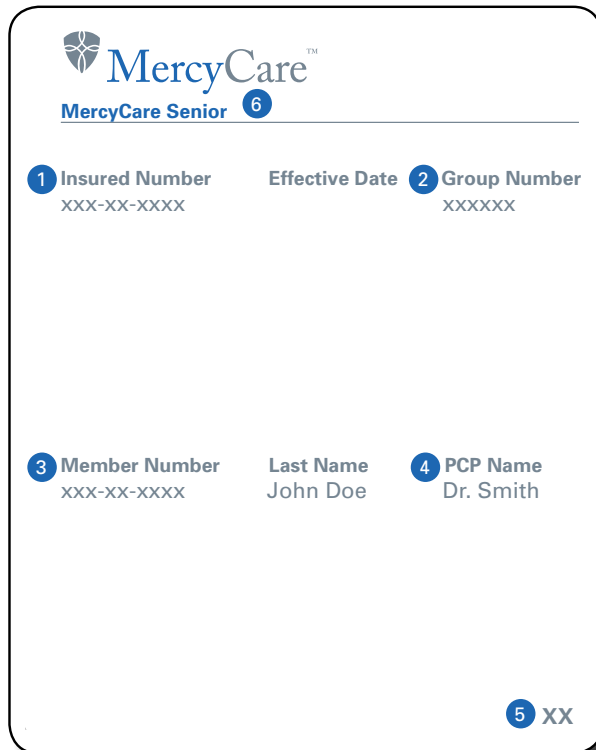 MercyCare™
MercyCare Senior 6
1 Insured Number Effective Date 2 Group Number
xxx-xx-xxxx xxxxxx
3 Member Number Last Name 4 PCP Name
xxx-xx-xxxx John Doe Dr. Smith
5 XX